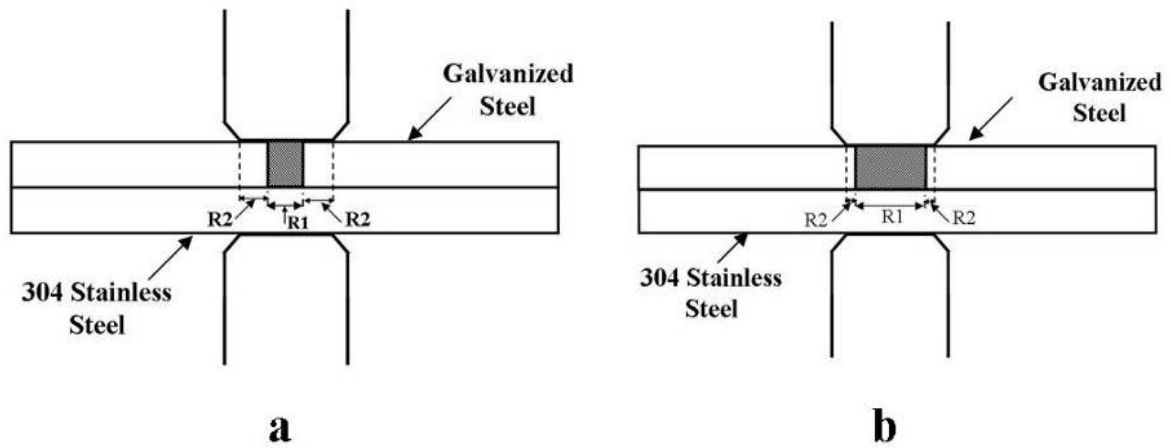 Galvanized
Steel
R2
R1
R2
304 Stainless
Steel
a
Galvanized
Steel
R2
R1
R2
304 Stainless
Steel
b